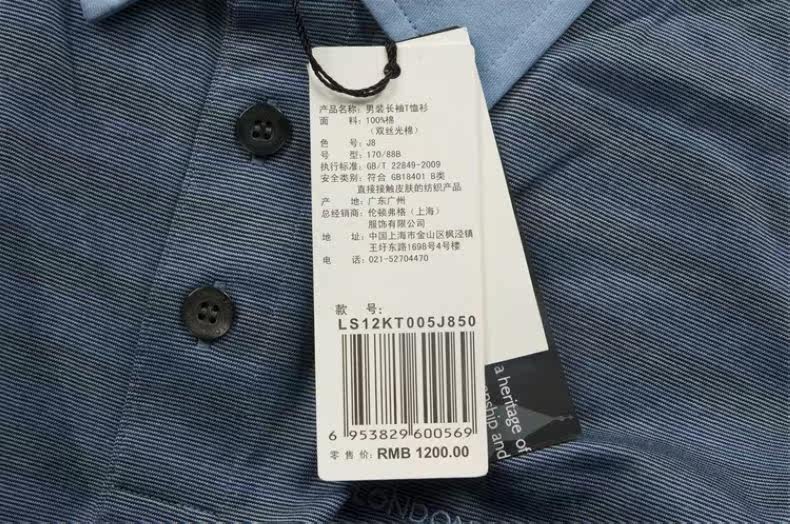 产品名称: 男装长袖T恤衫
面 料: 100%棉
(双丝光棉)
色 号: J8
号 型: 170/88B
执行标准: GB/T 22849-2009
安全类别: 符合 GB18401 B类
直接接触皮肤的纺织产品
产 地: 广东广州
总经销商: 伦顿弗格（上海）
服饰有限公司
地 址: 中国上海市金山区枫泾镇
王圩东路1698号4号楼
电 话: 021-52704470
款 号:
LS12KT005J850
6 953829 600569
零售价: RMB 1200.00
a heritage of
and
LONDON